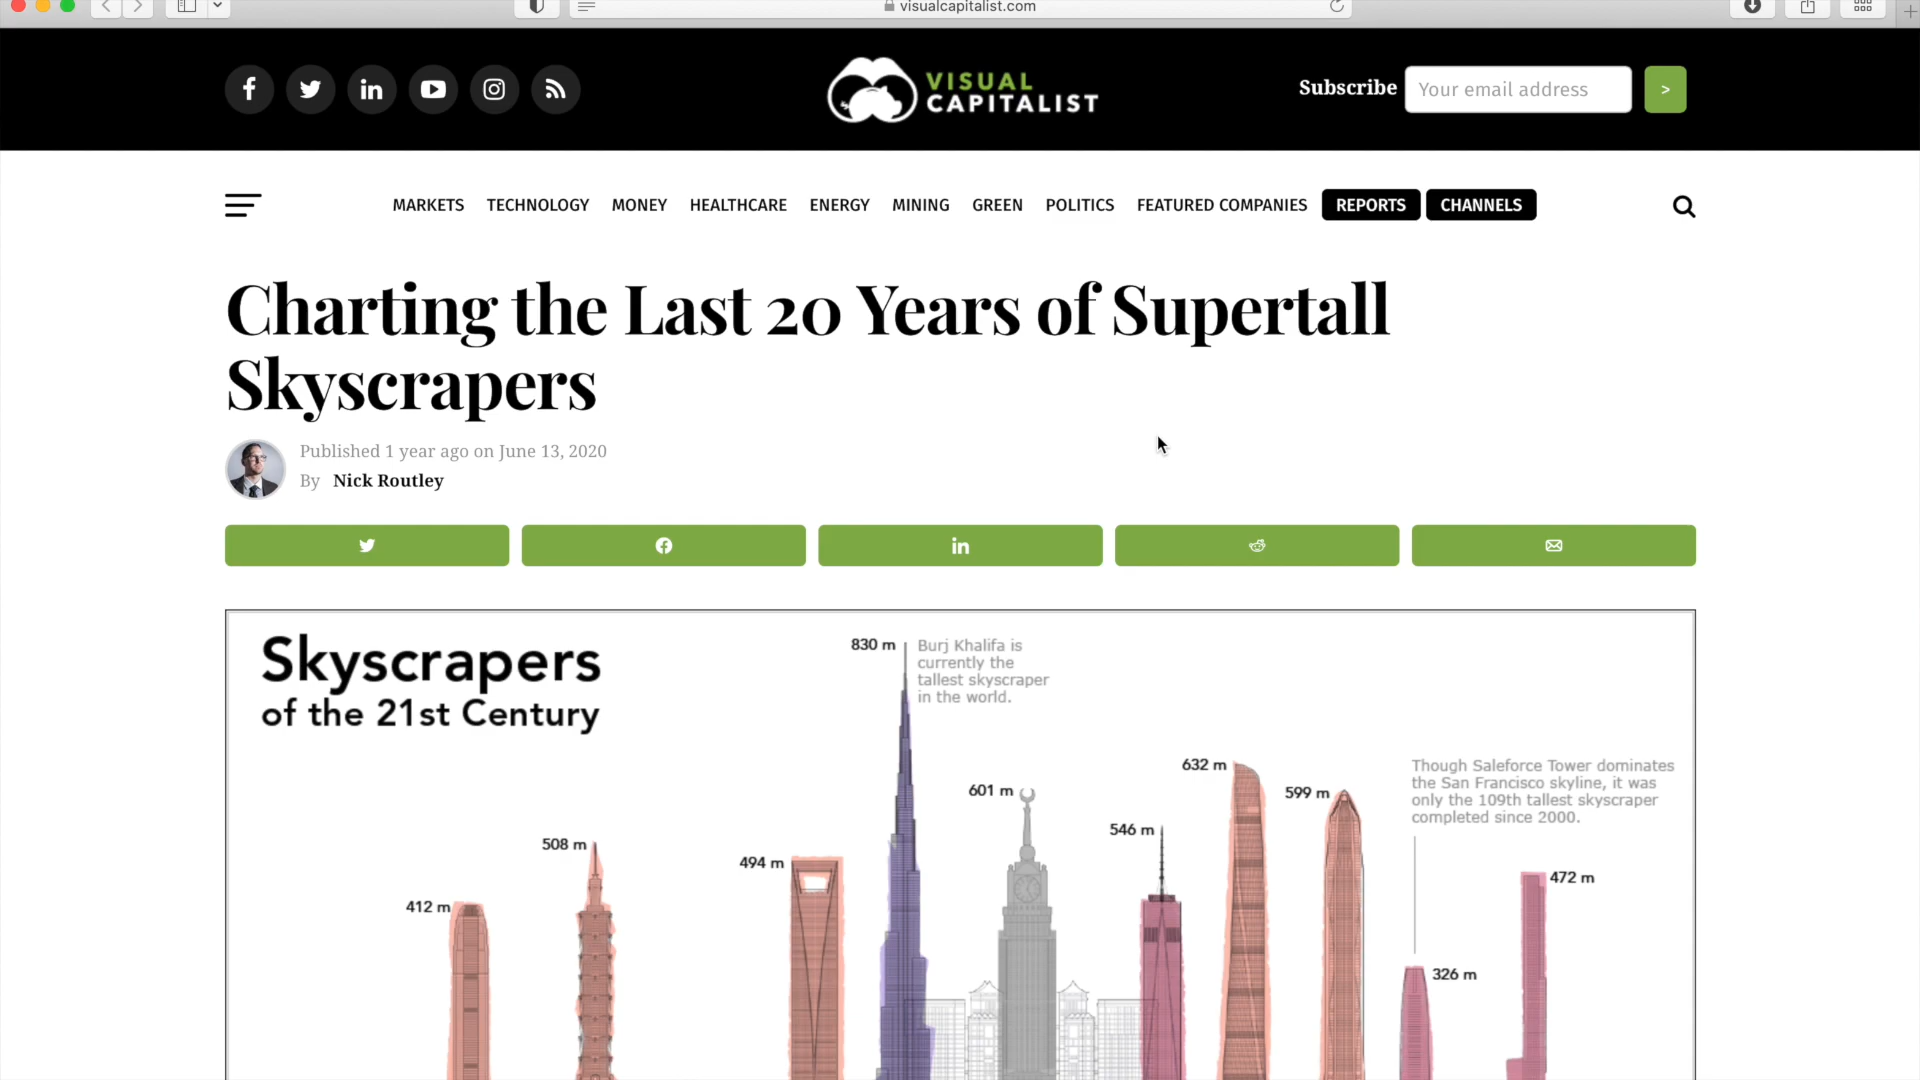 visualcapitalist.com
VISUAL
CAPITALIST
Subscribe
Your email address
>
MARKETS
TECHNOLOGY
MONEY
HEALTHCARE
ENERGY
MINING
GREEN
POLITICS
FEATURED COMPANIES
REPORTS
CHANNELS
Charting the Last 20 Years of Supertall
Skyscrapers
Published 1 year ago on June 13, 2020
By Nick Routley
Skyscrapers
of the 21st Century
830 m
Burj Khalifa is
currently the
tallest skyscraper
in the world.
632 m
Though Saleforce Tower dominates
the San Francisco skyline, it was
only the 109th tallest skyscraper
completed since 2000.
601 m
599 m
546 m
508 m
494 m
472 m
412 m
326 m